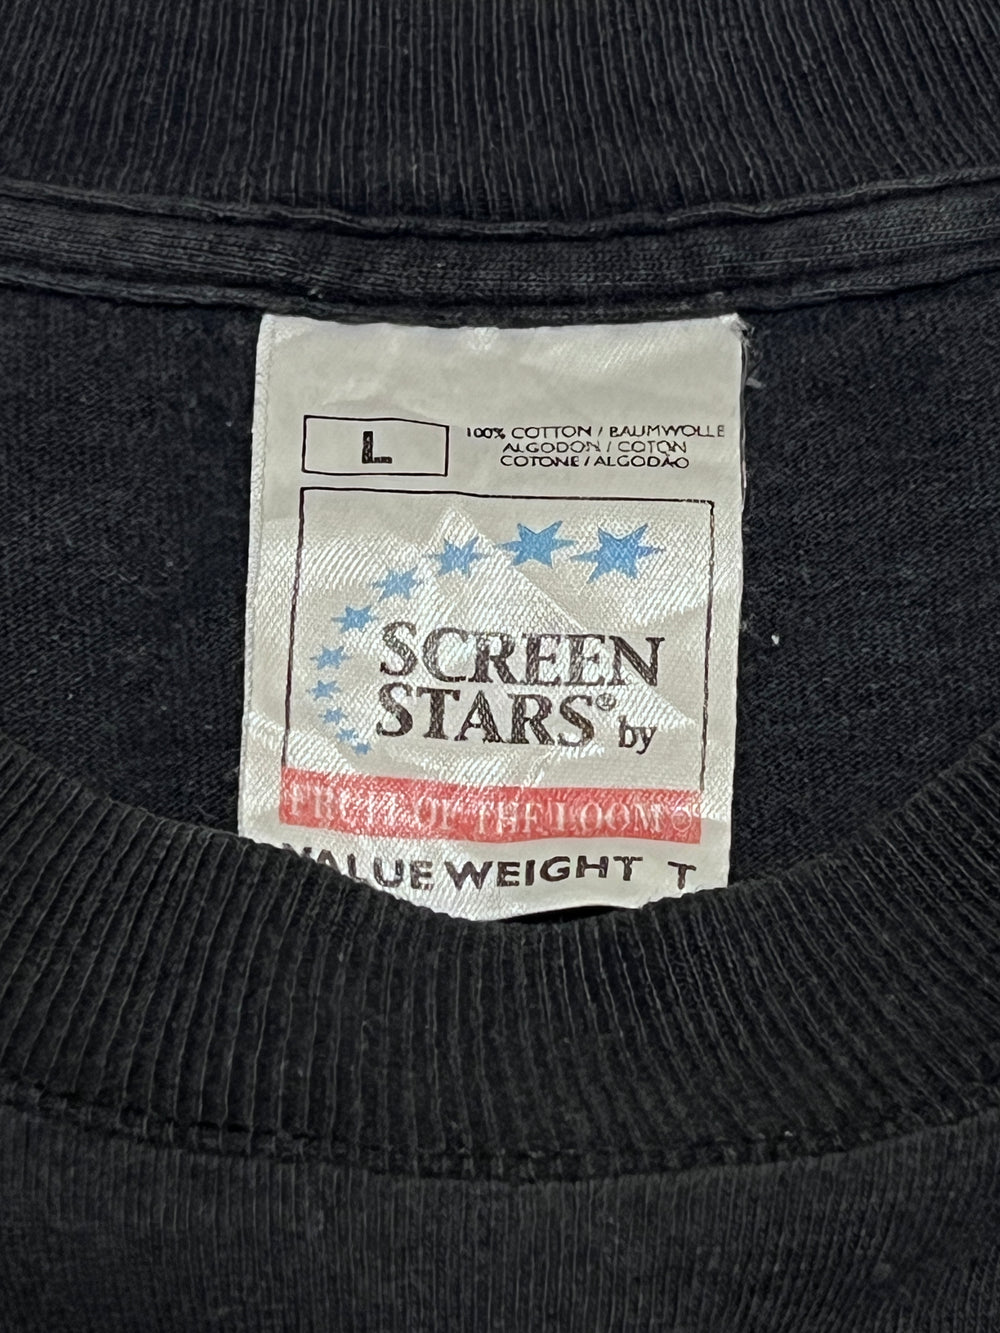 L
100% COTTON / BAUMWOLLE
ALGODON / COTON
COTONE / ALGODÃO
SCREEN
STARS® by
FRUIT OF THE LOOM®
VALUE WEIGHT T